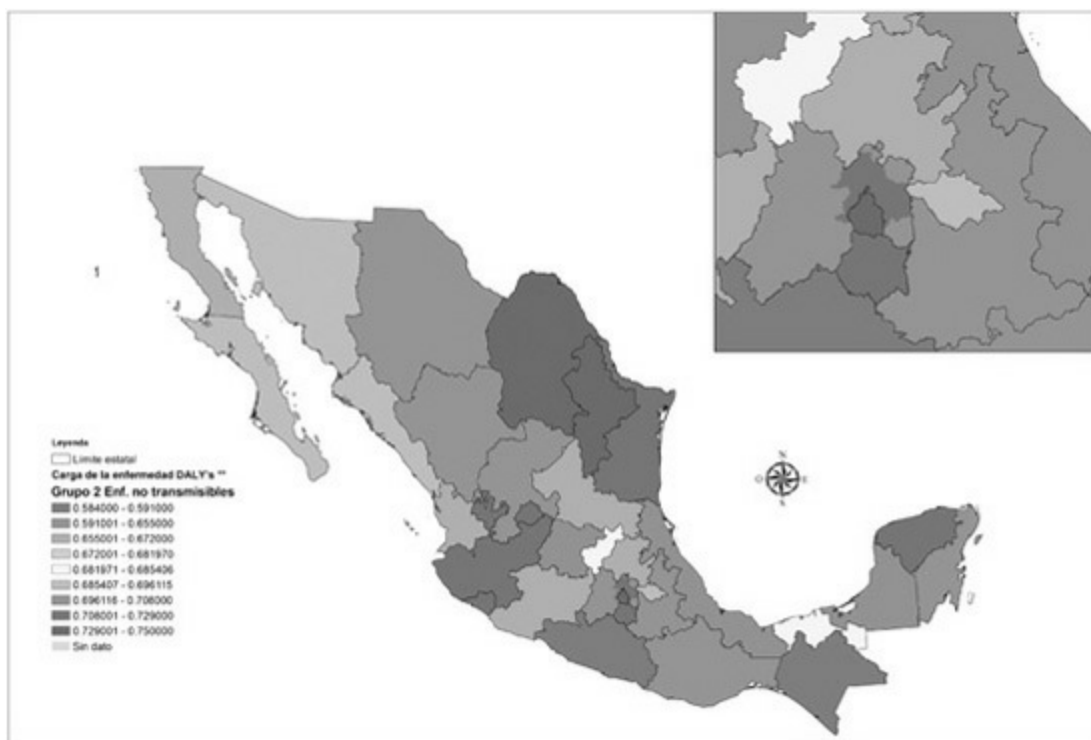 1
Leyenda
Límite estatal
Carga de la enfermedad DALY's **
Grupo 2 Enf. no transmisibles
0.584000 - 0.591000
0.591001 - 0.655000
0.655001 - 0.672000
0.672001 - 0.681970
0.681971 - 0.685406
0.685407 - 0.696115
0.696116 - 0.708000
0.708001 - 0.729000
0.729001 - 0.750000
Sin dato
N
O
E
S